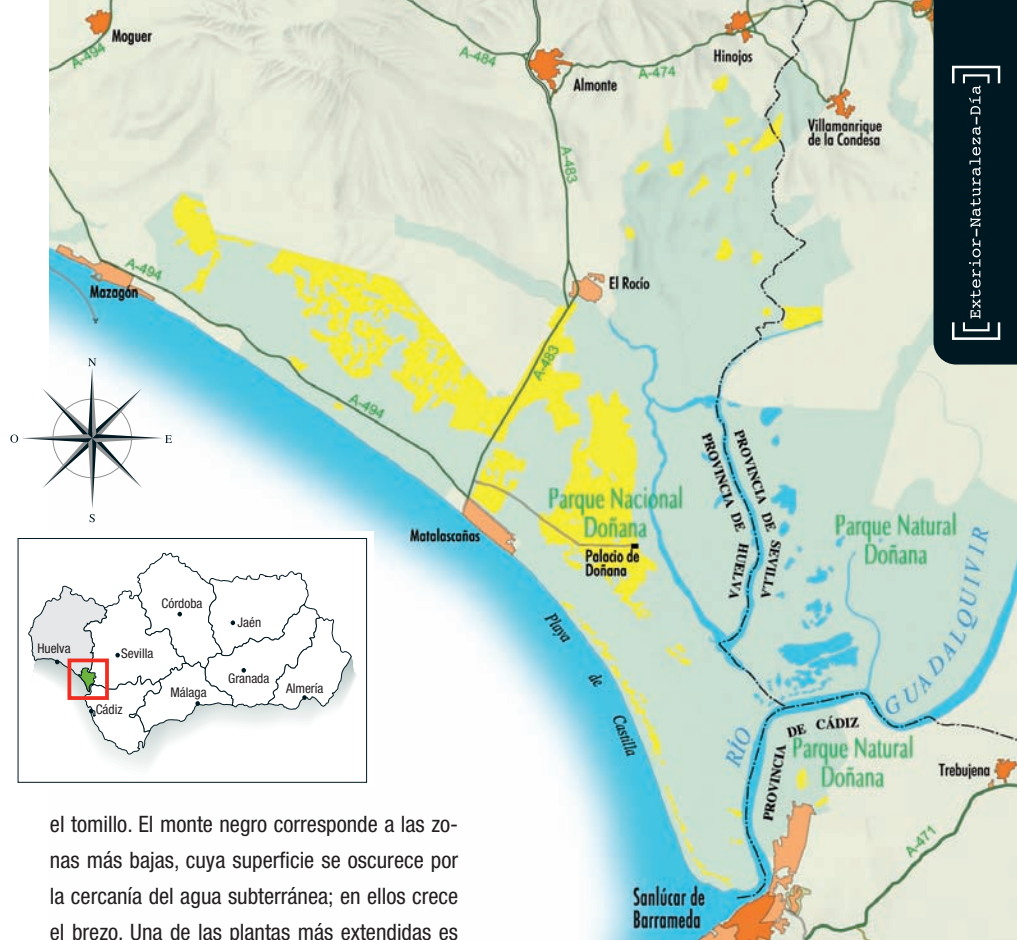 Moguer
A-494
A-484
Almonte
A-474
Hinojos
Villamanrique
de la Condesa
[[Exterior-Naturaleza-Día]]
A-483
A-494
Mazagón
El Rocío
A-483
A-494
N
O
E
S
PROVINCIA DE HUELVA
PROVINCIA DE SEVILLA
Parque Nacional
Doñana
Palacio de
Doñana
Matalascañas
Parque Natural
Doñana
Playa de Castilla
RÍO GUADALQUIVIR
PROVINCIA DE CÁDIZ
Parque Natural
Doñana
Trebujena
A-471
Sanlúcar de
Barrameda
Huelva
Sevilla
Córdoba
Jaén
Málaga
Granada
Almería
Cádiz
el tomillo. El monte negro corresponde a las zo-
nas más bajas, cuya superficie se oscurece por
la cercanía del agua subterránea; en ellos crece
el brezo. Una de las plantas más extendidas es